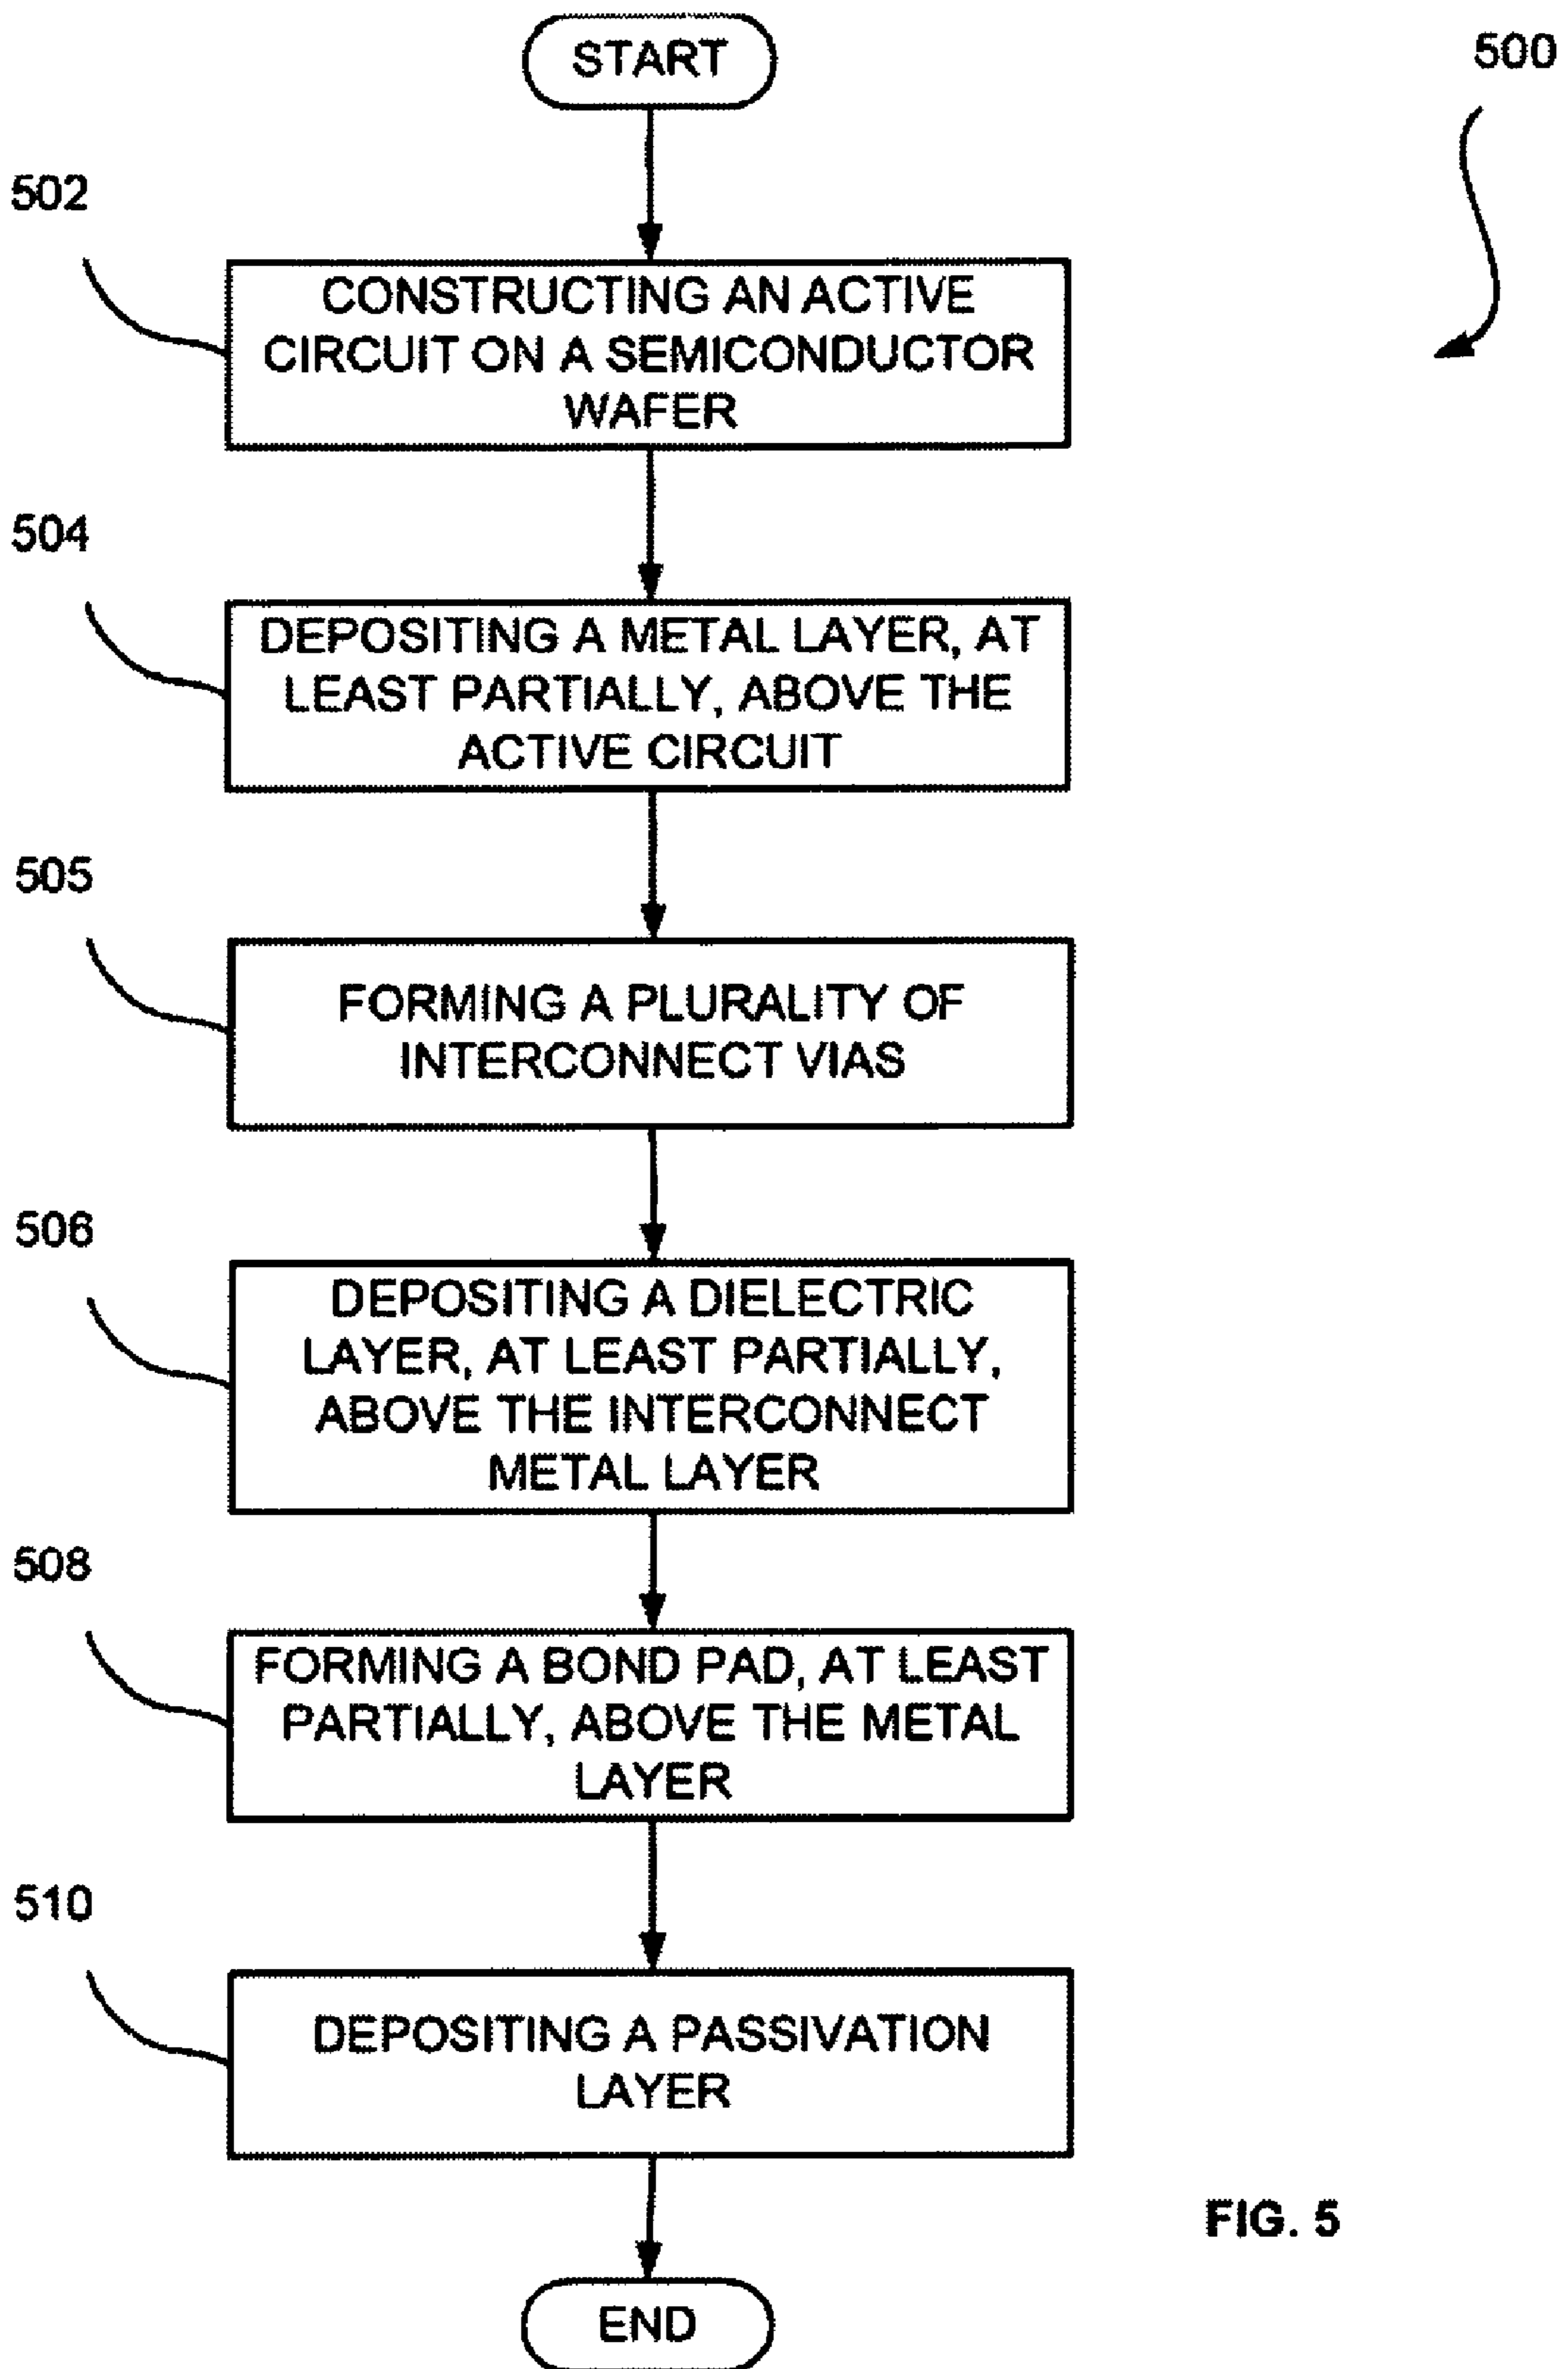 START
500
502
CONSTRUCTING AN ACTIVE
CIRCUIT ON A SEMICONDUCTOR
WAFER
504
DEPOSITING A METAL LAYER, AT
LEAST PARTIALLY, ABOVE THE
ACTIVE CIRCUIT
505
FORMING A PLURALITY OF
INTERCONNECT VIAS
506
DEPOSITING A DIELECTRIC
LAYER, AT LEAST PARTIALLY,
ABOVE THE INTERCONNECT
METAL LAYER
508
FORMING A BOND PAD, AT LEAST
PARTIALLY, ABOVE THE METAL
LAYER
510
DEPOSITING A PASSIVATION
LAYER
FIG. 5
END